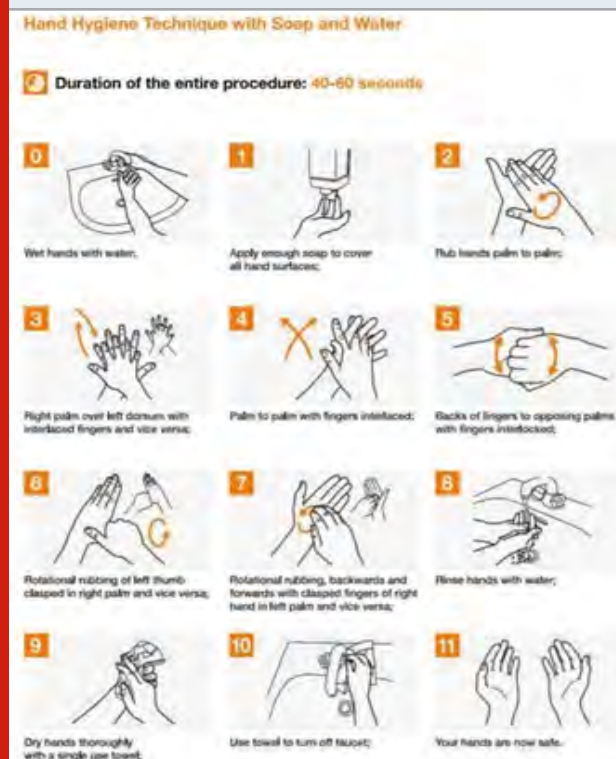 Hand Hygiene Technique with Soap and Water
Duration of the entire procedure: 40-60 seconds
0
Wet hands with water;
1
Apply enough soap to cover
all hand surfaces;
2
Rub hands palm to palm;
3
Right palm over left dorsum with
interlaced fingers and vice versa;
4
Palm to palm with fingers interlaced;
5
Backs of fingers to opposing palms
with fingers interlocked;
6
Rotational rubbing of left thumb
clasped in right palm and vice versa;
7
Rotational rubbing, backwards and
forwards with clasped fingers of right
hand in left palm and vice versa;
8
Rinse hands with water;
9
Dry hands thoroughly
with a single use towel;
10
Use towel to turn off faucet;
11
Your hands are now safe.